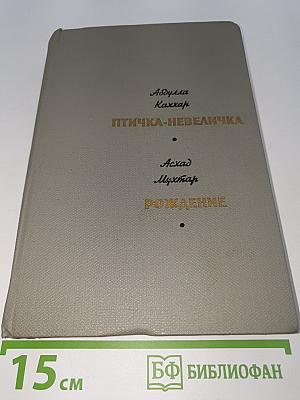 Абдулла
Каххар
ПТИЧКА-НЕВЕЛИЧКА
•
Асхад
Мухтар
РОЖДЕНИЕ
•
15 см
БФ БИБЛИОФАН